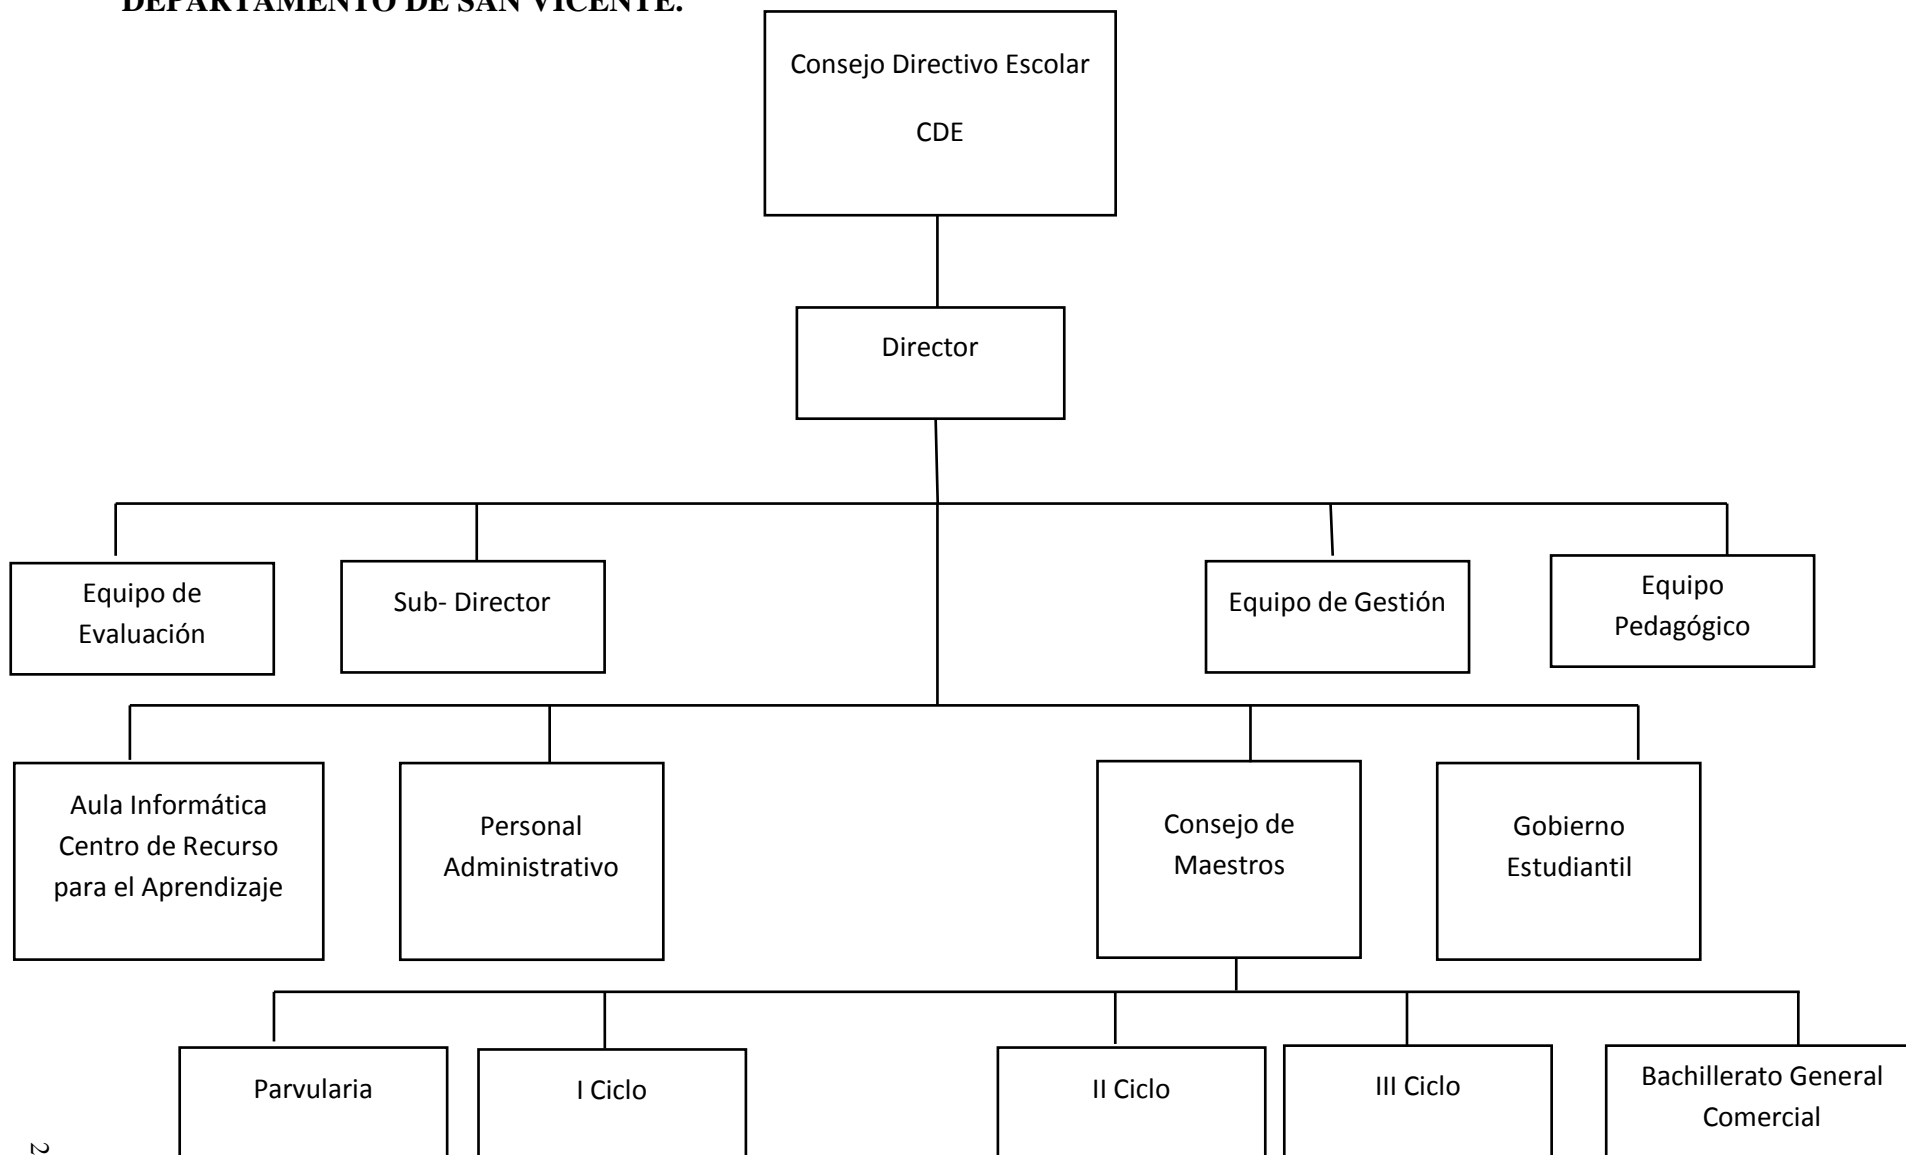 DEPARTAMENTO DE SAN VICENTE.
Consejo Directivo Escolar
CDE
Director
Equipo de
Evaluación
Sub- Director
Equipo de Gestión
Equipo
Pedagógico
Aula Informática
Centro de Recurso
para el Aprendizaje
Personal
Administrativo
Consejo de
Maestros
Gobierno
Estudiantil
Parvularia
I Ciclo
II Ciclo
III Ciclo
Bachillerato General
Comercial
2